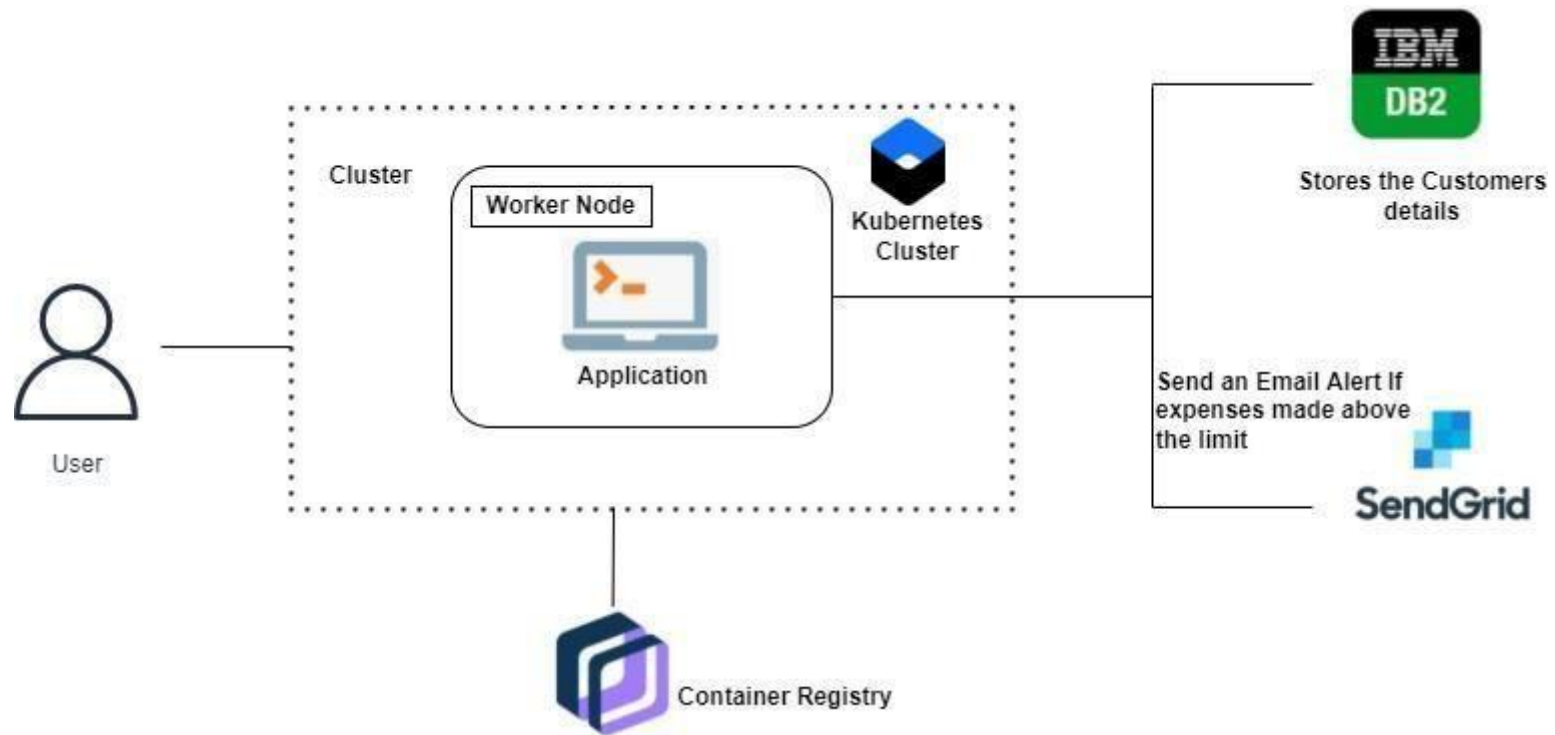 IBM
DB2
Stores the Customers
details
Cluster
Worker Node
Kubernetes
Cluster
Application
User
Send an Email Alert If
expenses made above
the limit
SendGrid
Container Registry